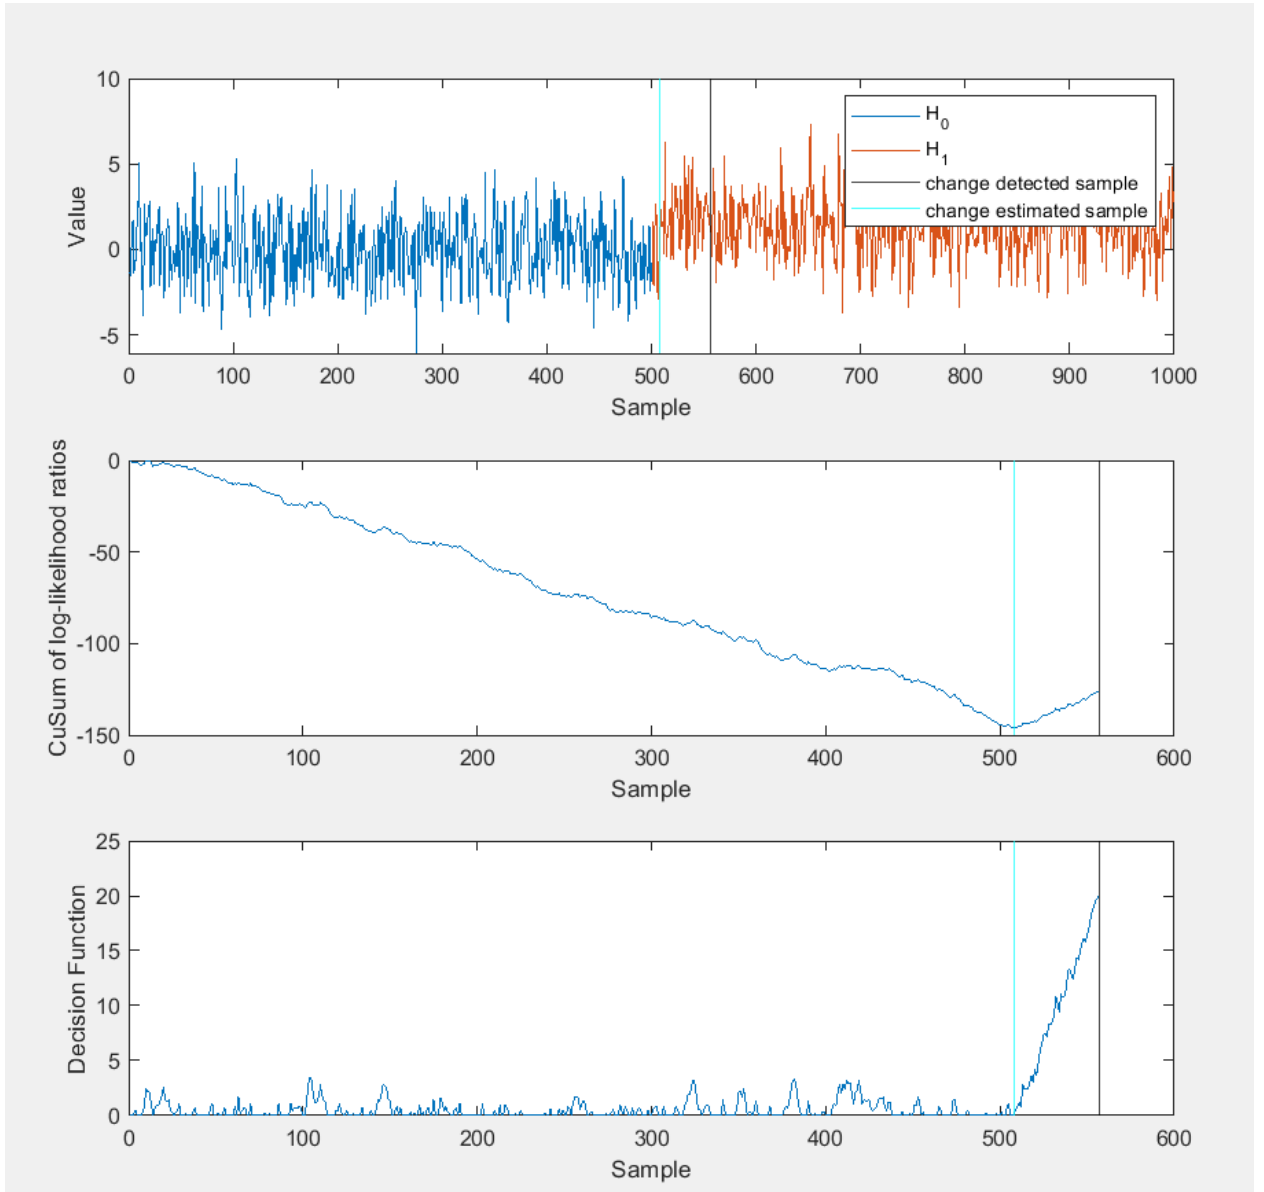 10
5
0
-5
Value
H_0
H_1
change detected sample
change estimated sample
0 100 200 300 400 500 600 700 800 900 1000
Sample
0
-50
-100
-150
CuSum of log-likelihood ratios
0 100 200 300 400 500 600
Sample
25
20
15
10
5
0
Decision Function
0 100 200 300 400 500 600
Sample